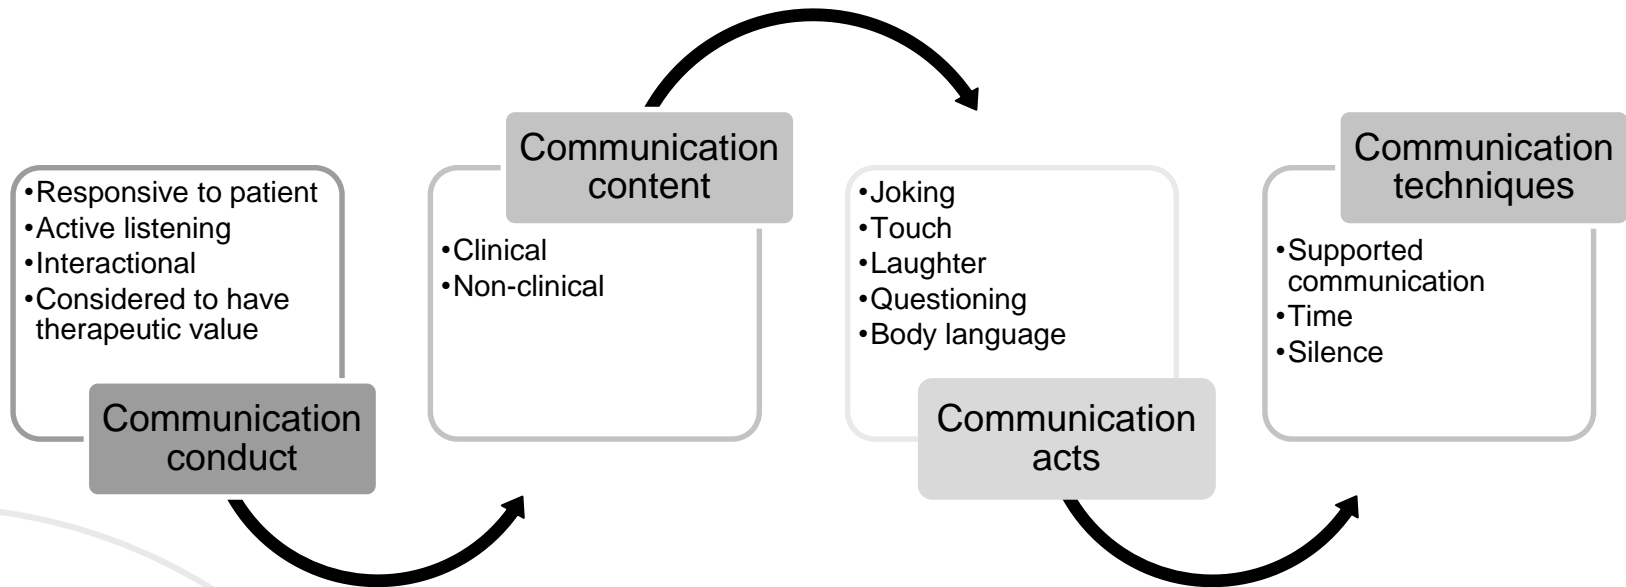 •Responsive to patient
•Active listening
•Interactional
•Considered to have
therapeutic value
Communication
conduct
Communication
content
•Clinical
•Non-clinical
•Joking
•Touch
•Laughter
•Questioning
•Body language
Communication
acts
Communication
techniques
•Supported
communication
•Time
•Silence